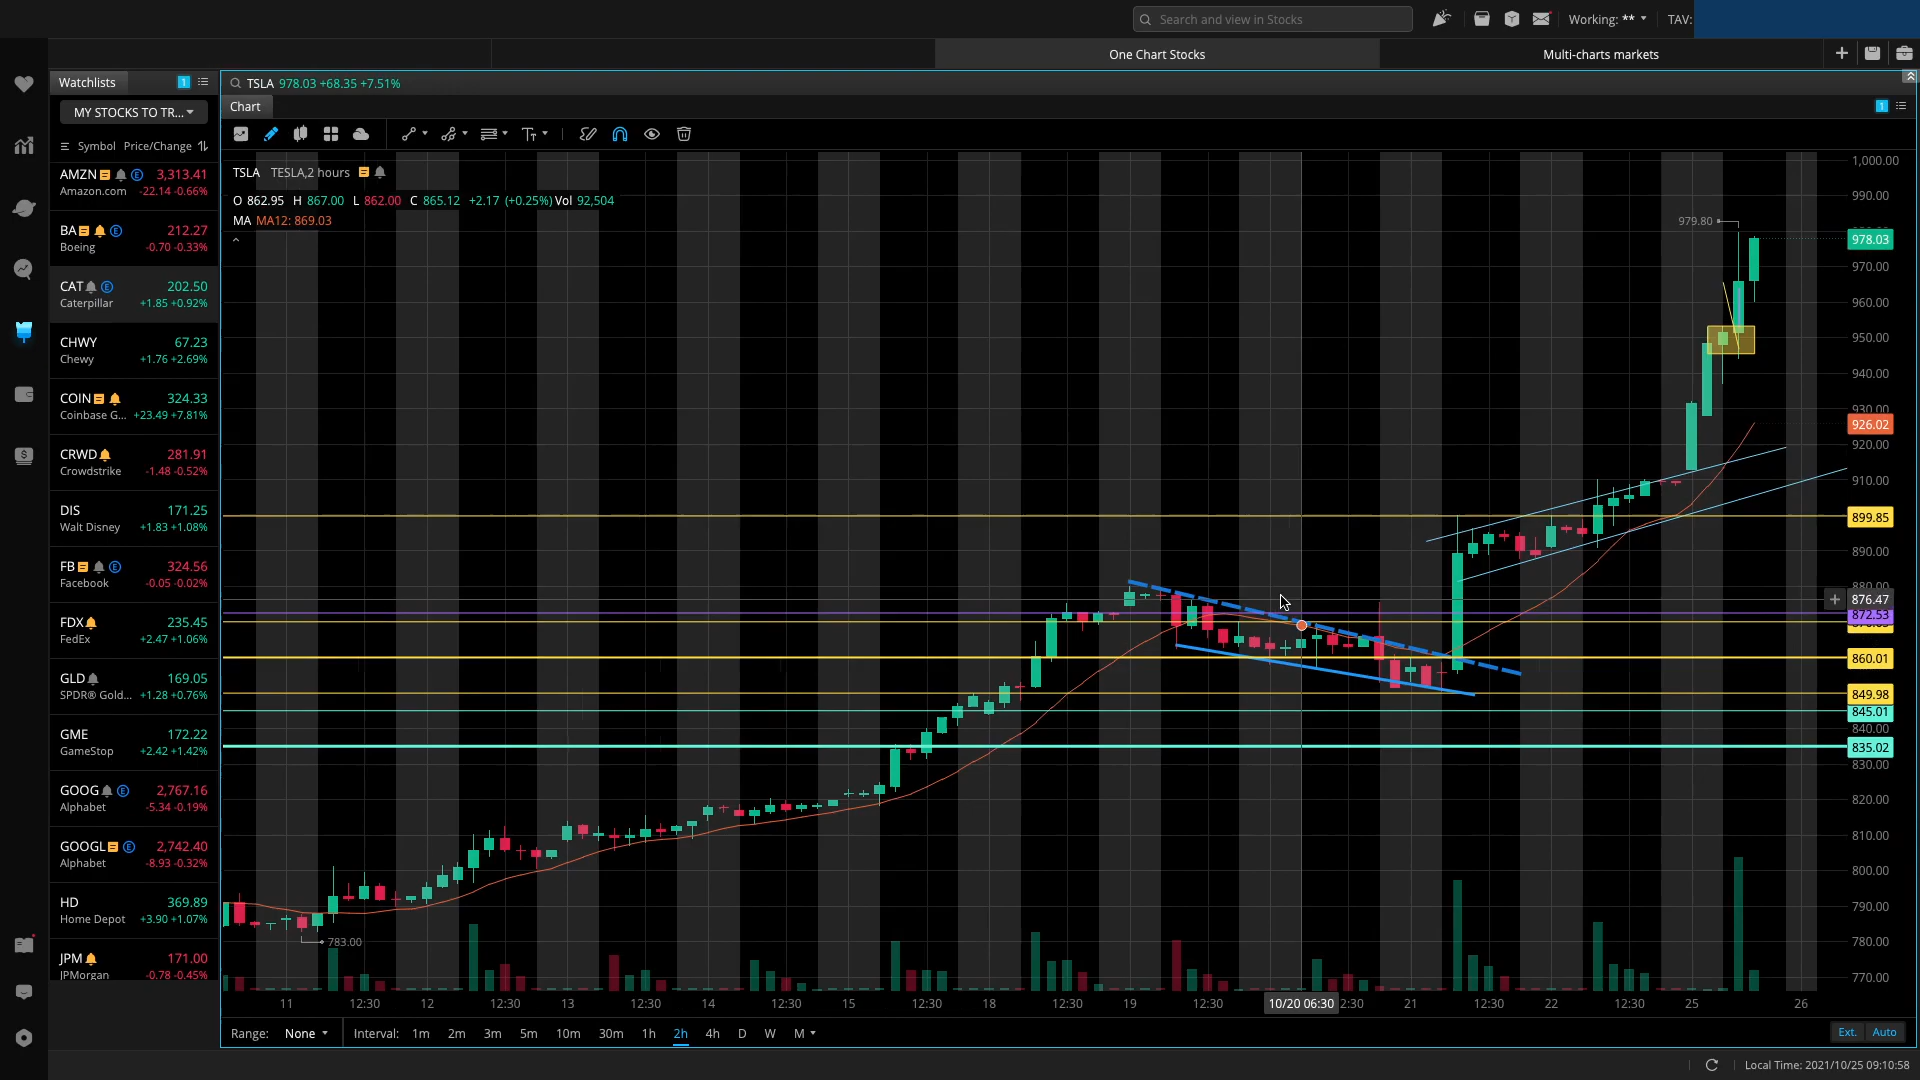 Search and view in Stocks
Working: **
TAV:
One Chart Stocks
Multi-charts markets
Watchlists
1
MY STOCKS TO TR...
Symbol Price/Change
AMZN E 3,313.41
Amazon.com -22.14 -0.66%
BA E 212.27
Boeing -0.70 -0.33%
CAT E 202.50
Caterpillar +1.85 +0.92%
CHWY 67.23
Chewy +1.76 +2.69%
COIN 324.33
Coinbase G... +23.49 +7.81%
CRWD 281.91
Crowdstrike -1.48 -0.52%
DIS 171.25
Walt Disney +1.83 +1.08%
FB E 324.56
Facebook -0.05 -0.02%
FDX 235.45
FedEx +2.47 +1.06%
GLD 169.05
SPDR® Gold... +1.28 +0.76%
GME 172.22
GameStop +2.42 +1.42%
GOOG E 2,767.16
Alphabet -5.34 -0.19%
GOOGL E 2,742.40
Alphabet -8.93 -0.32%
HD 369.89
Home Depot +3.90 +1.07%
JPM 171.00
JPMorgan -0.78 -0.45%
TSLA 978.03 +68.35 +7.51%
Chart
1
TSLA TESLA,2 hours
O 862.95 H 867.00 L 862.00 C 865.12 +2.17 (+0.25%) Vol 92,504
MA MA12: 869.03
979.80
783.00
1,000.00
990.00
978.03
970.00
960.00
950.00
940.00
930.00
926.02
920.00
910.00
899.85
890.00
880.00
876.47
872.53
860.01
849.98
845.01
840.00
835.02
830.00
820.00
810.00
800.00
790.00
780.00
770.00
11 12:30 12 12:30 13 12:30 14 12:30 15 12:30 18 12:30 19 12:30 10/20 06:30 2:30 21 12:30 22 12:30 25 26
Range: None Interval: 1m 2m 3m 5m 10m 30m 1h 2h 4h D W M
Ext. Auto
Local Time: 2021/10/25 09:10:58